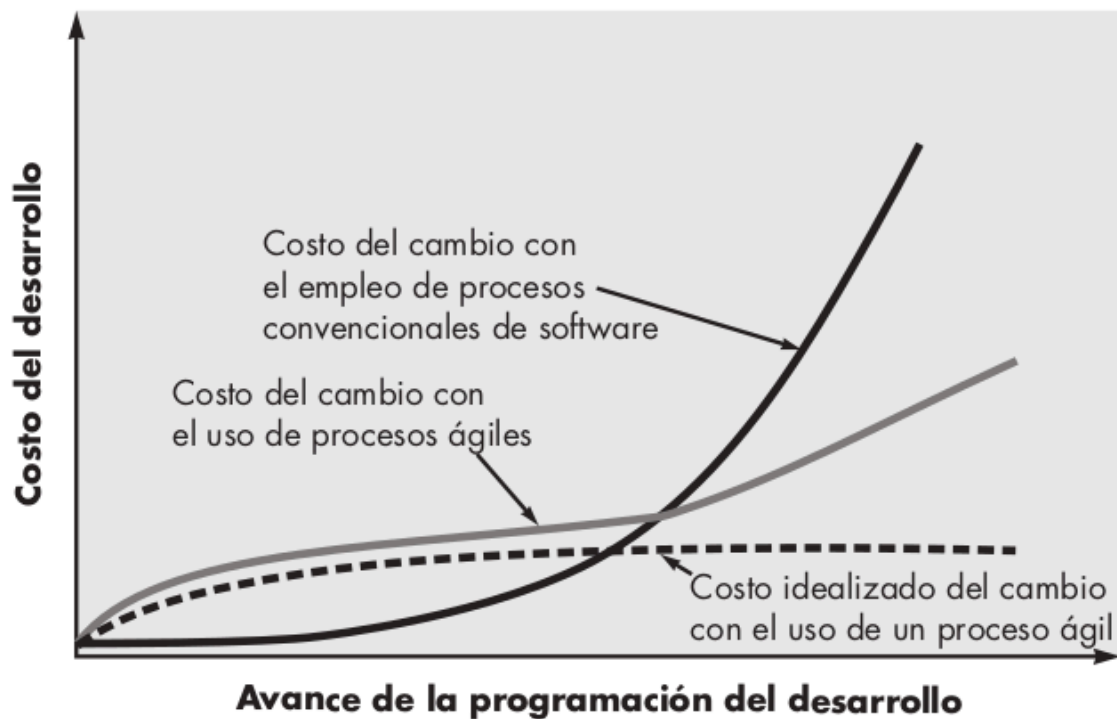 Costo del desarrollo
Costo del cambio con
el empleo de procesos
convencionales de software
Costo del cambio con
el uso de procesos ágiles
Costo idealizado del cambio
con el uso de un proceso ágil
Avance de la programación del desarrollo